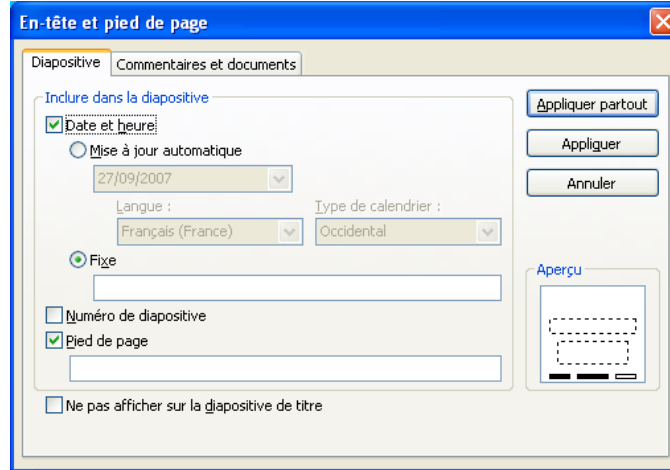 En-tête et pied de page
Diapositive
Commentaires et documents
Inclure dans la diapositive
Date et heure
Mise à jour automatique
27/09/2007
Langue :
Type de calendrier :
Français (France)
Occidental
Fixe
Numéro de diapositive
Pied de page
Ne pas afficher sur la diapositive de titre
Appliquer partout
Appliquer
Annuler
Aperçu